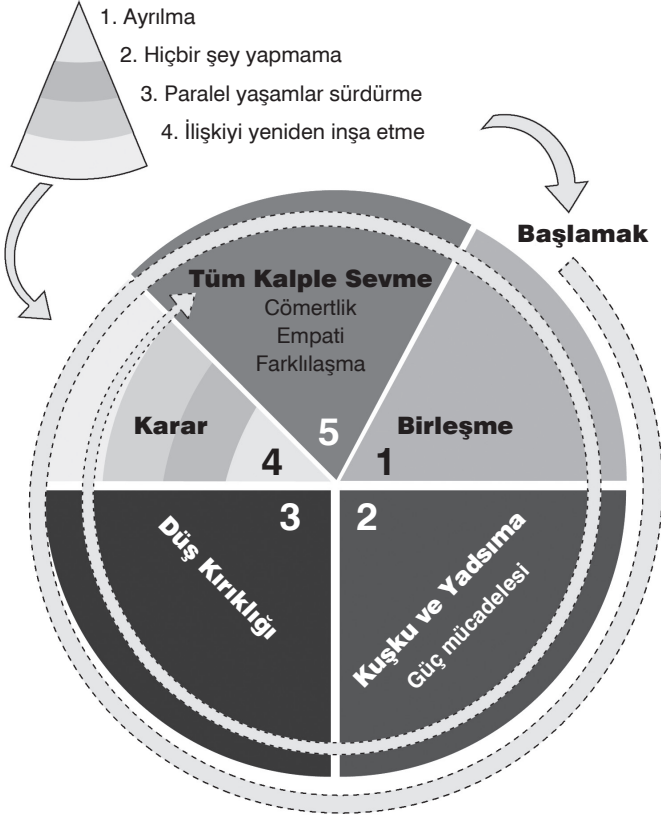 1. Ayrılma
2. Hiçbir şey yapmama
3. Paralel yaşamlar sürdürme
4. İlişkiyi yeniden inşa etme
Başlamak
Tüm Kalple Sevme
Cömertlik
Empati
Farklılaşma
5
Karar
4
Birleşme
1
3
Düş Kırıklığı
2
Kuşku ve Yadsıma
Güç mücadelesi